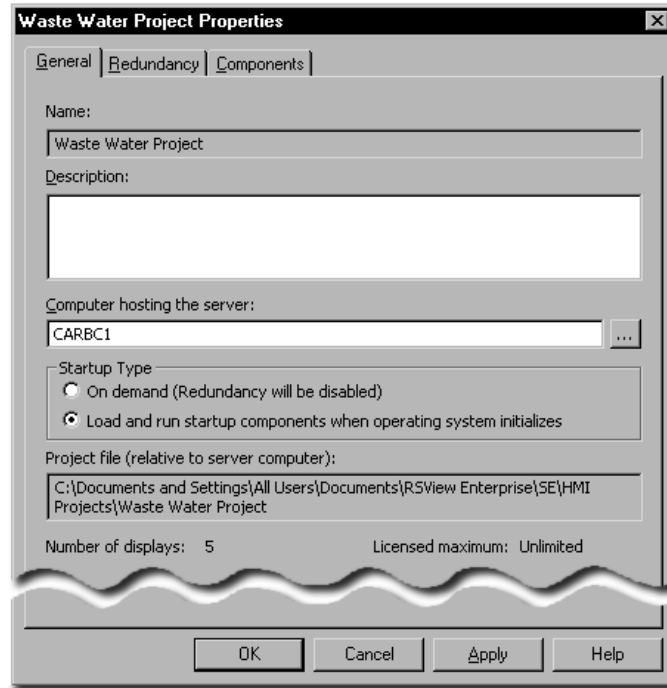 Waste Water Project Properties
General Redundancy Components
Name:
Waste Water Project
Description:
Computer hosting the server:
CARBC1
...
Startup Type
On demand (Redundancy will be disabled)
Load and run startup components when operating system initializes
Project file (relative to server computer):
C:\Documents and Settings\All Users\Documents\RSView Enterprise\SE\HMI
Projects\Waste Water Project
Number of displays: 5 Licensed maximum: Unlimited
OK Cancel Apply Help